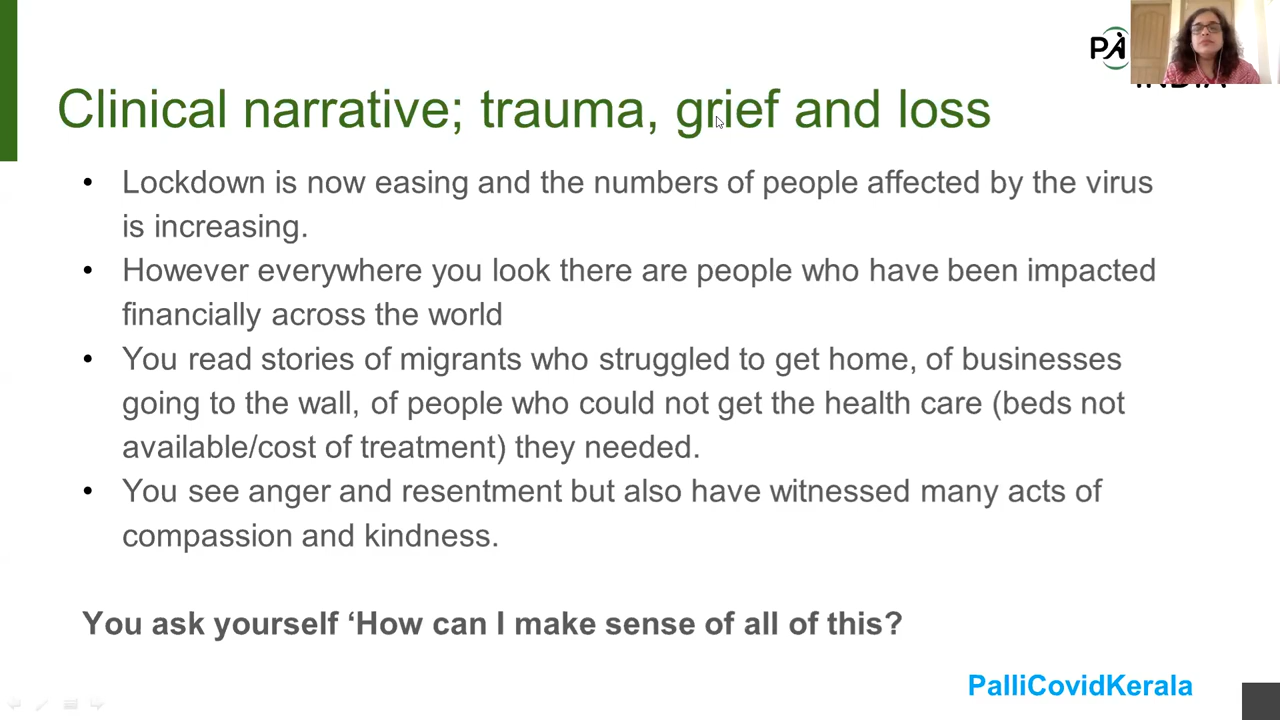 PA
INDIA
Clinical narrative; trauma, grief and loss
• Lockdown is now easing and the numbers of people affected by the virus
is increasing.
• However everywhere you look there are people who have been impacted
financially across the world
• You read stories of migrants who struggled to get home, of businesses
going to the wall, of people who could not get the health care (beds not
available/cost of treatment) they needed.
• You see anger and resentment but also have witnessed many acts of
compassion and kindness.
You ask yourself ‘How can I make sense of all of this?
PalliCovidKerala